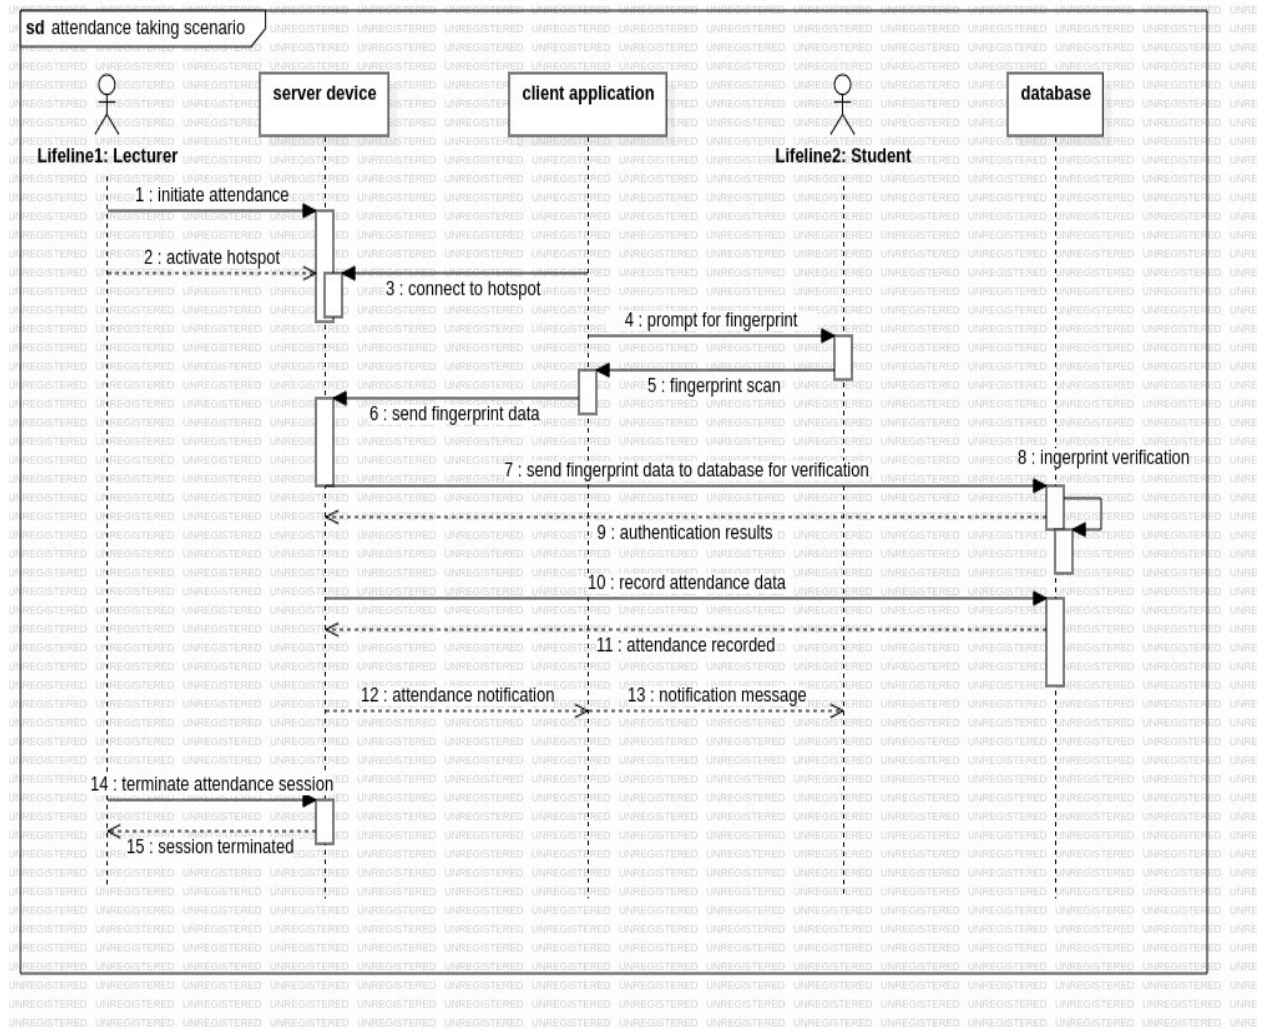 sd attendance taking scenario
server device
client application
database
Lifeline1: Lecturer
Lifeline2: Student
1 : initiate attendance
2 : activate hotspot
3 : connect to hotspot
4 : prompt for fingerprint
5 : fingerprint scan
6 : send fingerprint data
7 : send fingerprint data to database for verification
8 : ingerprint verification
9 : authentication results
10 : record attendance data
11 : attendance recorded
12 : attendance notification
13 : notification message
14 : terminate attendance session
15 : session terminated
UNREGISTERED